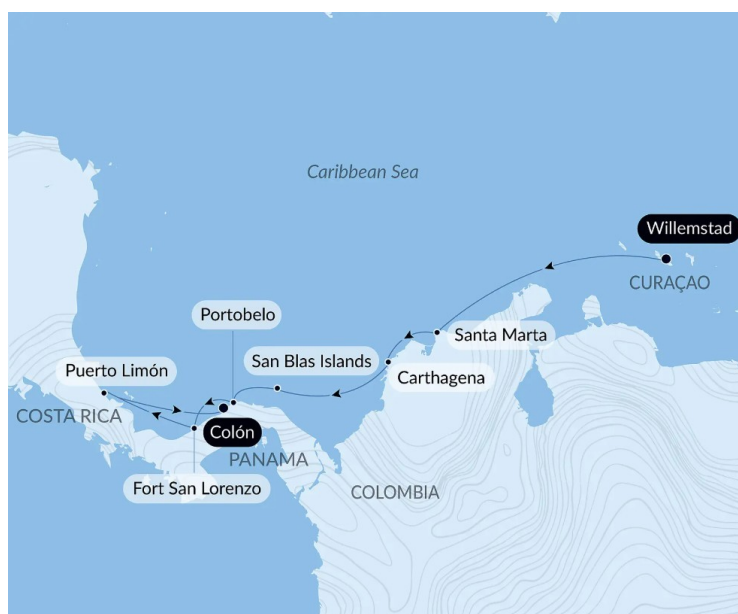 Caribbean Sea
Willemstad
CURAÇAO
Portobelo
Santa Marta
San Blas Islands
Puerto Limón
Carthagena
COSTA RICA
Colón
PANAMA
Fort San Lorenzo
COLOMBIA